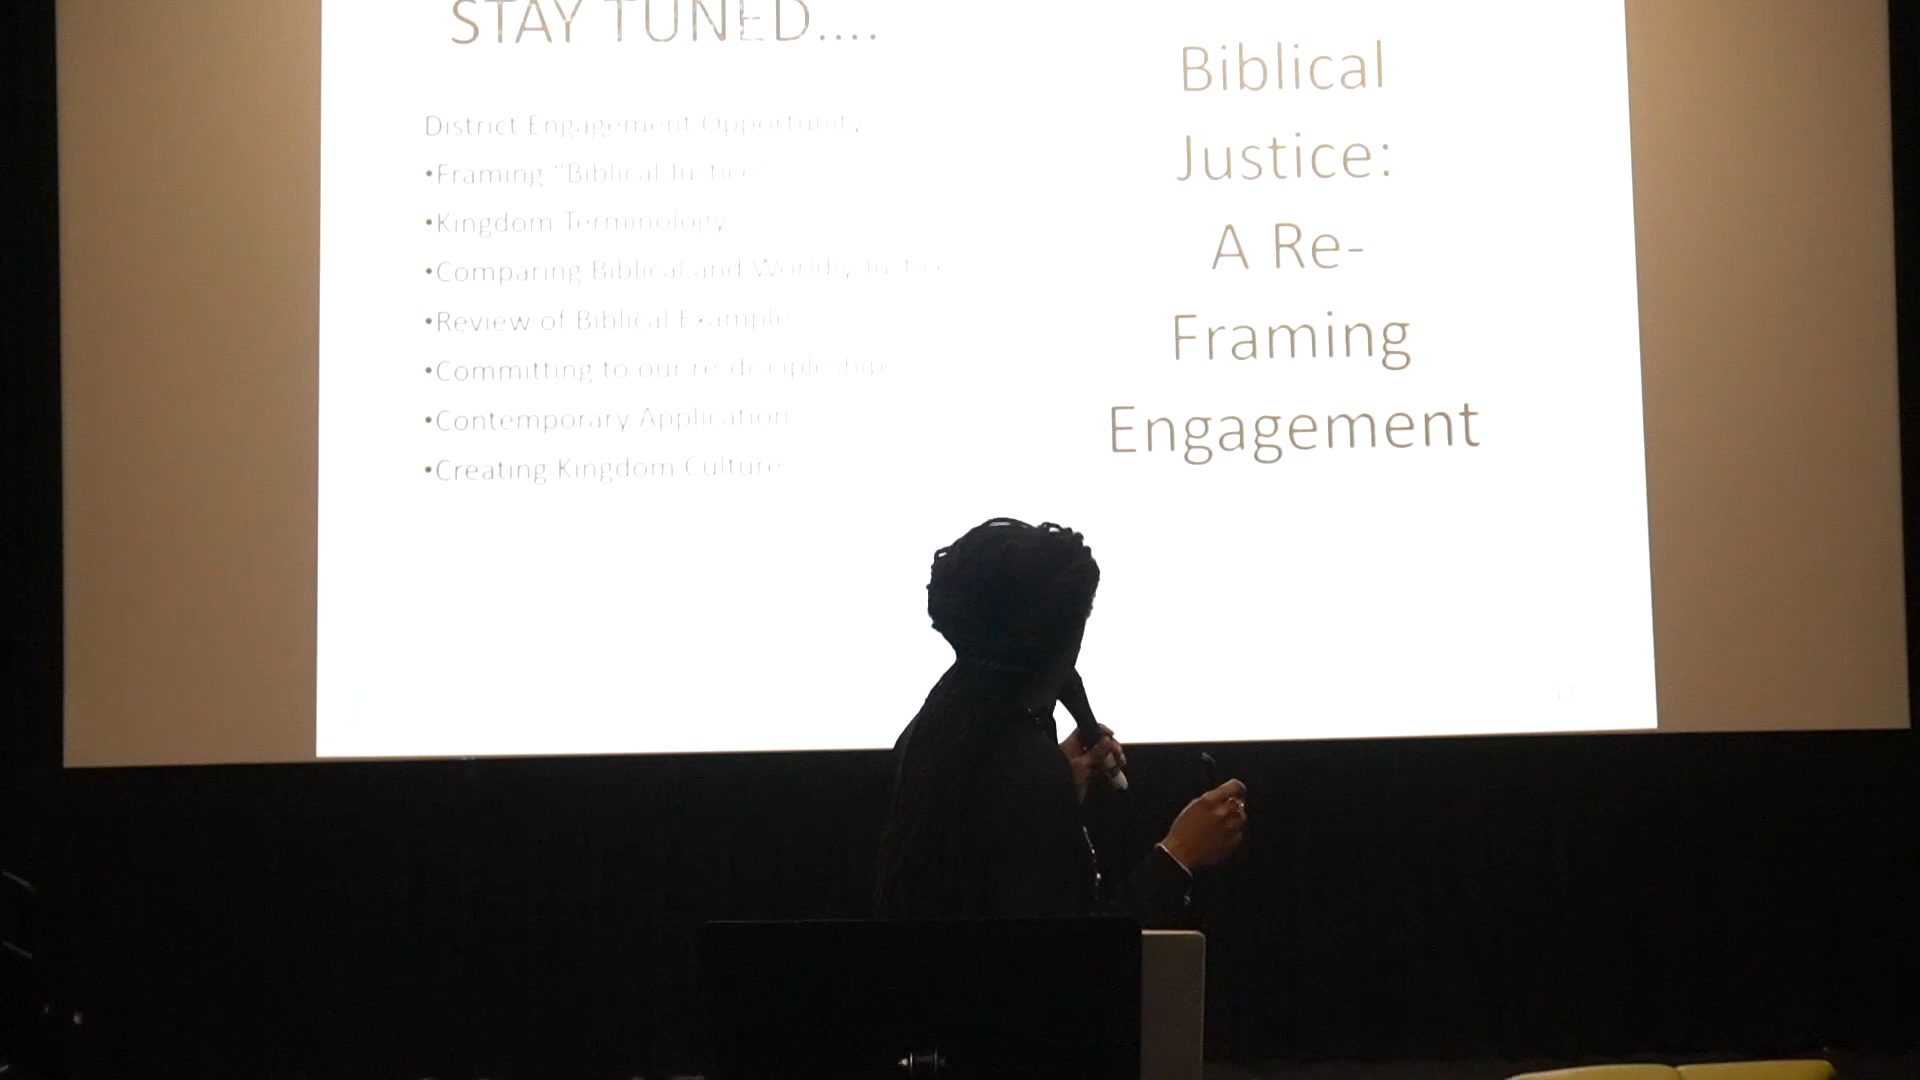 STAY TUNED....
District Engagement Opportunity
•Framing "Biblical Justice"
•Kingdom Terminology
•Comparing Biblical and Worldly Justice
•Review of Biblical Example
•Committing to our re-discipleship
•Contemporary Application
•Creating Kingdom Culture
Biblical
Justice:
A Re-
Framing
Engagement